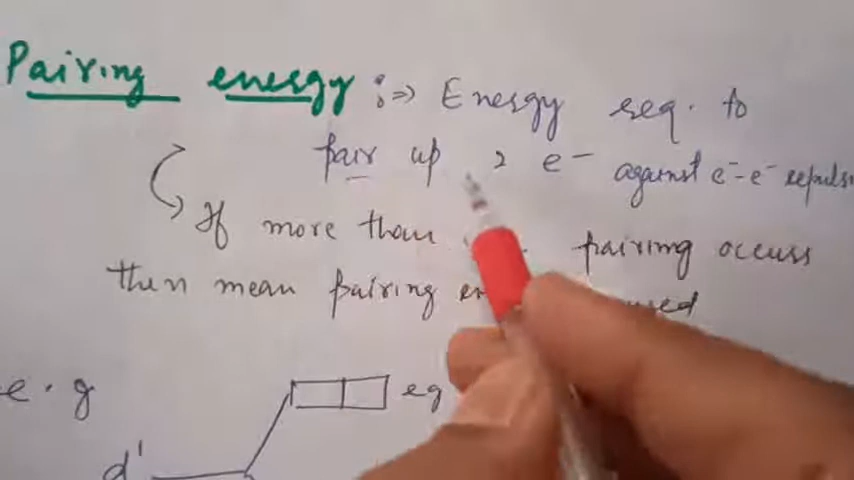 Pairing energy :⇒ Energy req. to
pair up 2 e⁻ against e⁻-e⁻ repuls
If more than pairing occurs
then mean pairing
e.g
eg
d¹